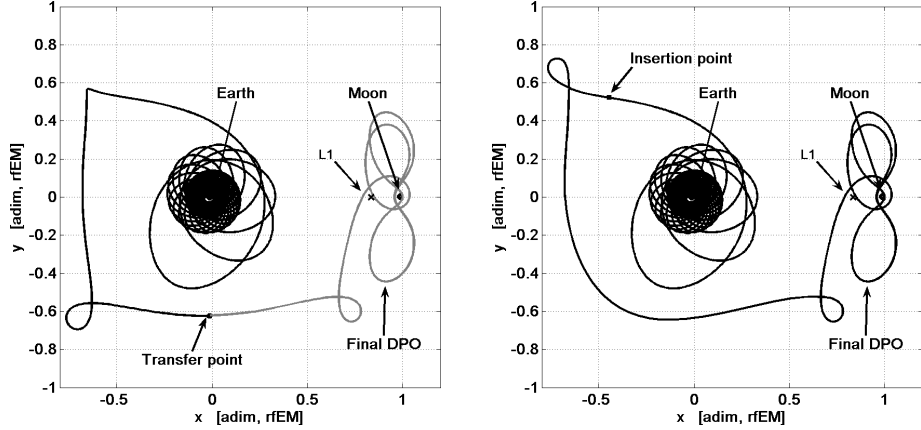 1
0.8
0.6
0.4
0.2
0
-0.2
-0.4
-0.6
-0.8
-1
y [adim, rfEM]
Earth
Moon
L1
Transfer point
Final DPO
-0.5
0
0.5
1
x [adim, rfEM]
1
0.8
0.6
0.4
0.2
0
-0.2
-0.4
-0.6
-0.8
-1
y [adim, rfEM]
Insertion point
Earth
Moon
L1
Final DPO
-0.5
0
0.5
1
x [adim, rfEM]